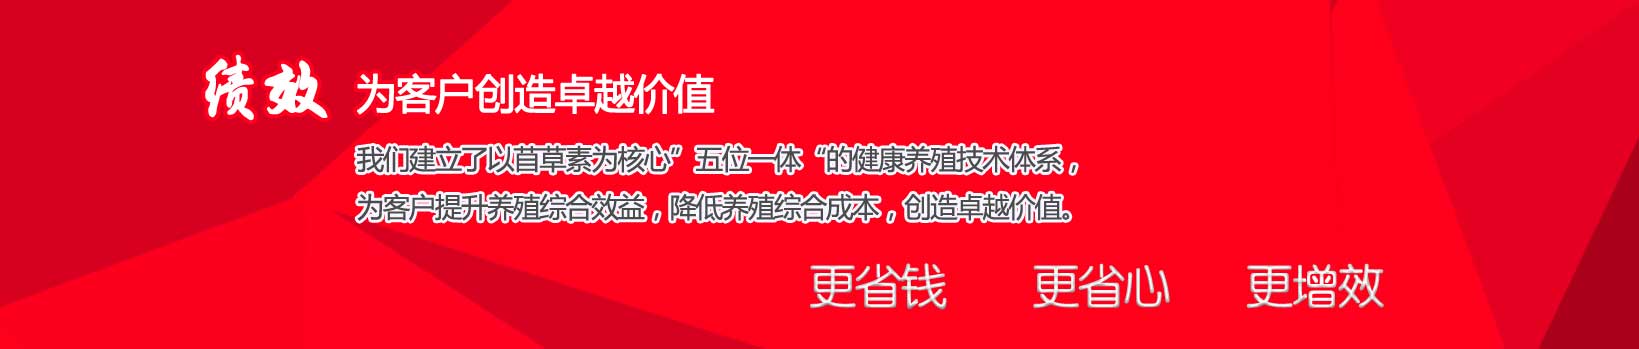 绩效 为客户创造卓越价值
我们建立了以苜草素为核心”五位一体“的健康养殖技术体系，
为客户提升养殖综合效益，降低养殖综合成本，创造卓越价值。
更省钱 更省心 更增效